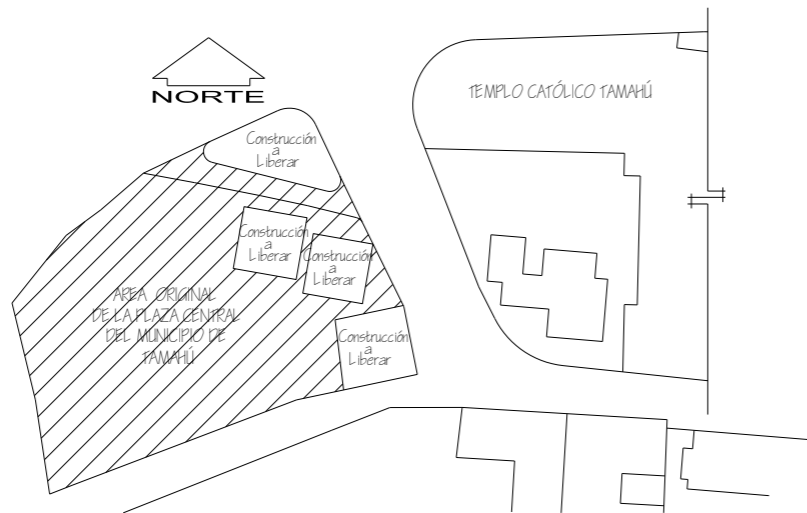 NORTE
TEMPLO CATÓLICO TAMAHÚ
Construcción
a
Liberar
Construcción
a
Liberar
Construcción
a
Liberar
AREA ORIGINAL
DE LA PLAZA CENTRAL
DEL MUNICIPIO DE
TAMAHÚ
Construcción
a
Liberar